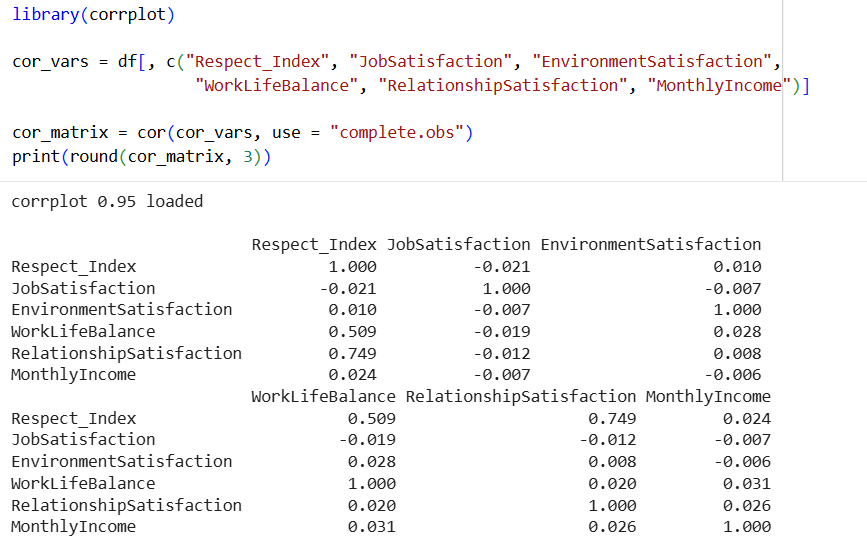 library(corrplot)
cor_vars = df[, c("Respect_Index", "JobSatisfaction", "EnvironmentSatisfaction",
"WorkLifeBalance", "RelationshipSatisfaction", "MonthlyIncome")]
cor_matrix = cor(cor_vars, use = "complete.obs")
print(round(cor_matrix, 3))
corrplot 0.95 loaded
Respect_Index JobSatisfaction EnvironmentSatisfaction
Respect_Index 1.000 -0.021 0.010
JobSatisfaction -0.021 1.000 -0.007
EnvironmentSatisfaction 0.010 -0.007 1.000
WorkLifeBalance 0.509 -0.019 0.028
RelationshipSatisfaction 0.749 -0.012 0.008
MonthlyIncome 0.024 -0.007 -0.006
WorkLifeBalance RelationshipSatisfaction MonthlyIncome
Respect_Index 0.509 0.749 0.024
JobSatisfaction -0.019 -0.012 -0.007
EnvironmentSatisfaction 0.028 0.008 -0.006
WorkLifeBalance 1.000 0.020 0.031
RelationshipSatisfaction 0.020 1.000 0.026
MonthlyIncome 0.031 0.026 1.000